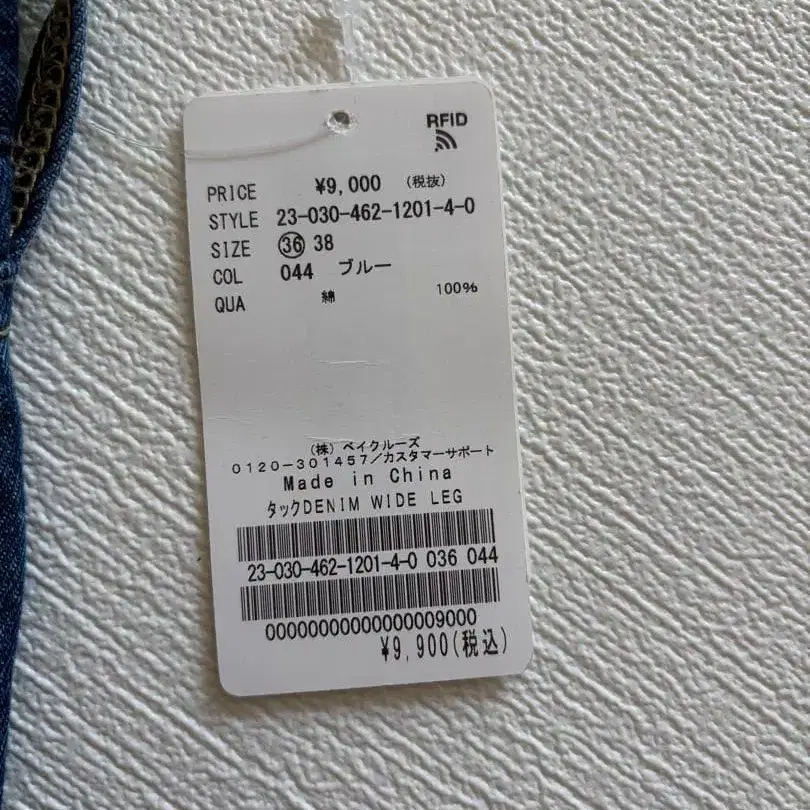 RFID
PRICE ¥9,000 (税抜)
STYLE 23-030-462-1201-4-0
SIZE 36 38
COL 044 ブルー
QUA 綿 100%
(株) ベイクルーズ
0120-301457/カスタマーサポート
Made in China
タックDENIM WIDE LEG
23-030-462-1201-4-0 036 044
00000000000000009000
¥9,900(税込)